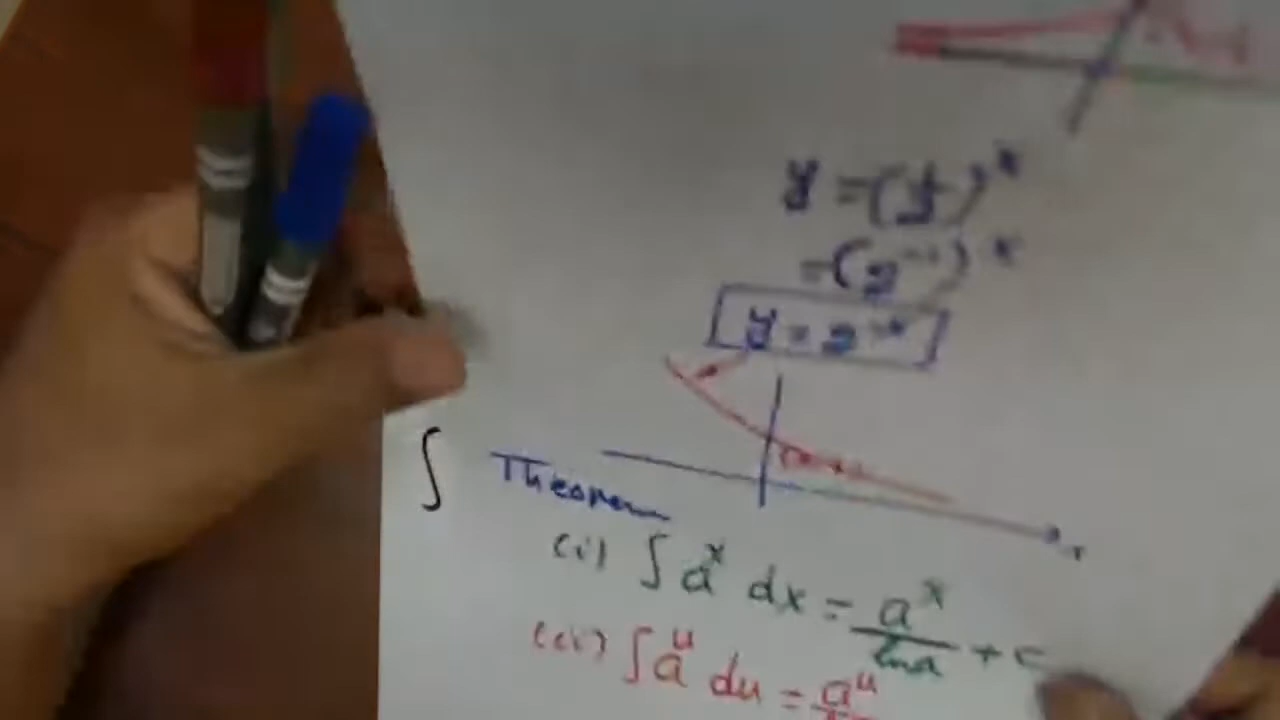 y = (1/2)^x
= (2^-1)^x
y = 2^-x
∫ Theorem
(i) ∫ a^x dx = a^x / ln a + c
(ii) ∫ a^u du = a^u